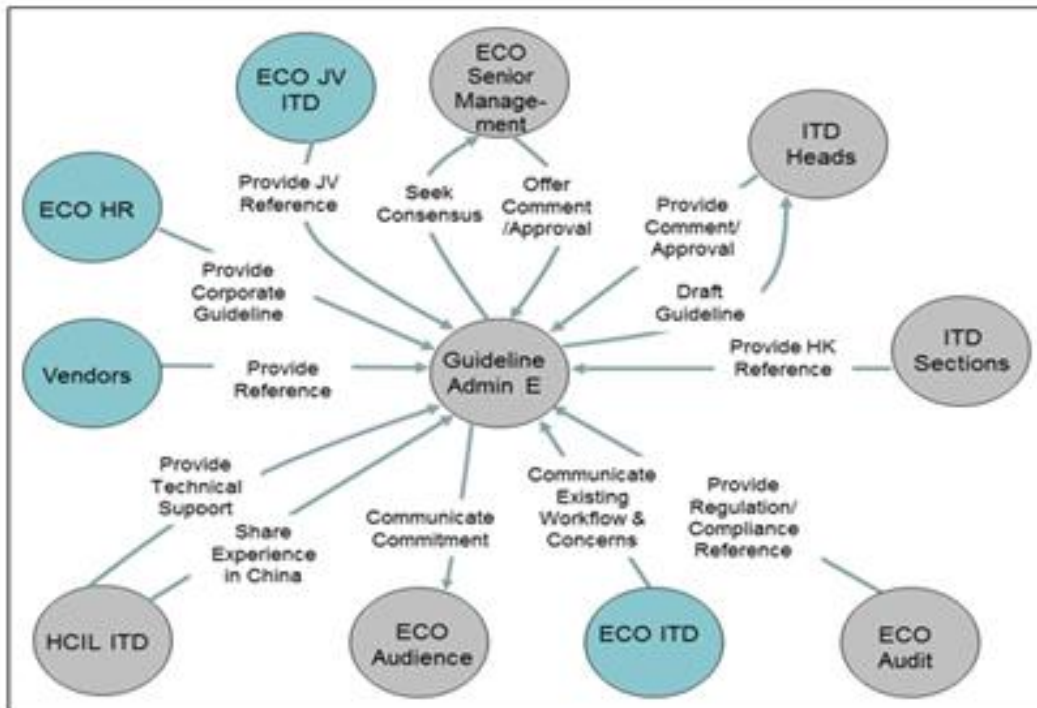 ECO JV
ITD
ECO
Senior
Manage-
ment
ITD
Heads
ECO HR
Provide JV
Reference
Seek
Consensus
Offer
Comment
/Approval
Provide
Comment/
Approval
Provide
Corporate
Guideline
Draft
Guideline
Vendors
Provide
Reference
Guideline
Admin E
Provide HK
Reference
ITD
Sections
Provide
Technical
Support
Share
Experience
in China
Communicate
Commitment
Communicate
Existing
Workflow &
Concerns
Provide
Regulation/
Compliance
Reference
HCIL ITD
ECO
Audience
ECO ITD
ECO
Audit